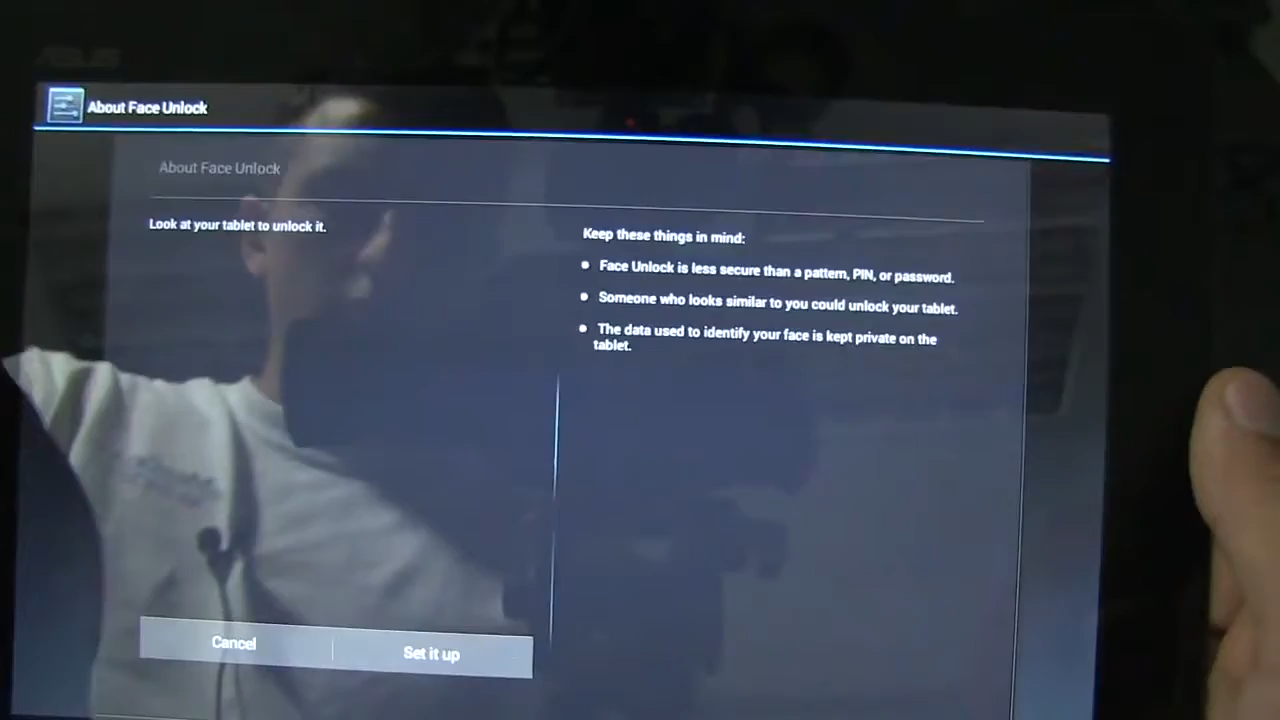 ASUS
About Face Unlock
About Face Unlock
Look at your tablet to unlock it.
Keep these things in mind:
Face Unlock is less secure than a pattern, PIN, or password.
Someone who looks similar to you could unlock your tablet.
The data used to identify your face is kept private on the
tablet.
Cancel
Set it up